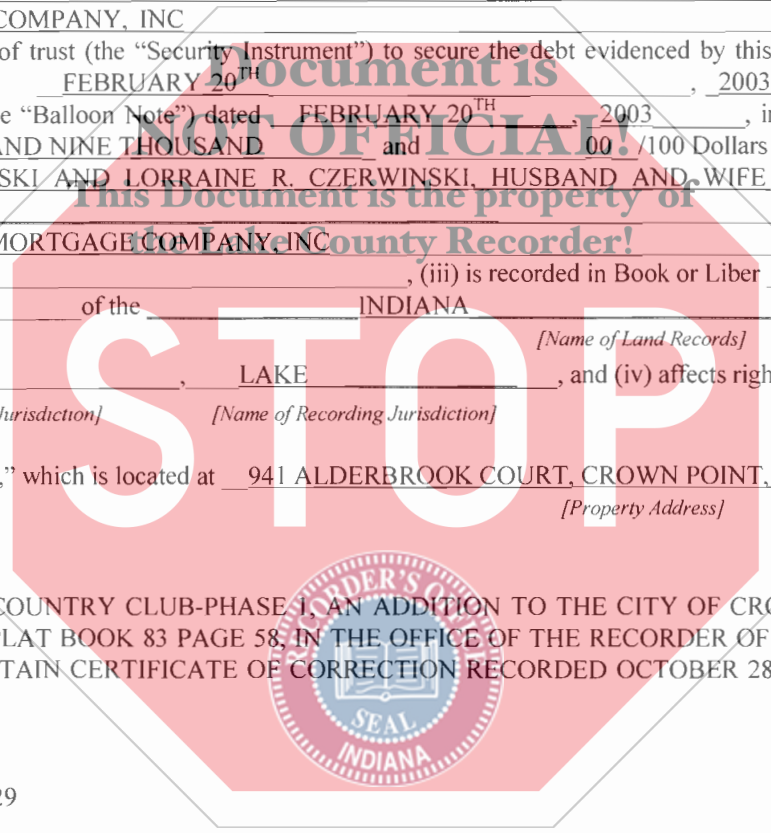 COMPANY, INC
of trust (the “Security Instrument”) to secure the debt evidenced by this
FEBRUARY 20TH , 2003
e “Balloon Note”) dated FEBRUARY 20TH , 2003 , in
AND NINE THOUSAND and 00 /100 Dollars
SKI AND LORRAINE R. CZERWINSKI, HUSBAND AND WIFE
MORTGAGE COMPANY, INC
, (iii) is recorded in Book or Liber
of the INDIANA
[Name of Land Records]
, LAKE , and (iv) affects righ
Jurisdiction] [Name of Recording Jurisdiction]
,” which is located at 941 ALDERBROOK COURT, CROWN POINT,
[Property Address]
COUNTRY CLUB-PHASE 1, AN ADDITION TO THE CITY OF CRO
PLAT BOOK 83 PAGE 58, IN THE OFFICE OF THE RECORDER OF
TAIN CERTIFICATE OF CORRECTION RECORDED OCTOBER 28
29
Document is
NOT OFFICIAL!
This Document is the property of
the Lake County Recorder!
STOP
RECORDER'S OFFICE
SEAL
INDIANA